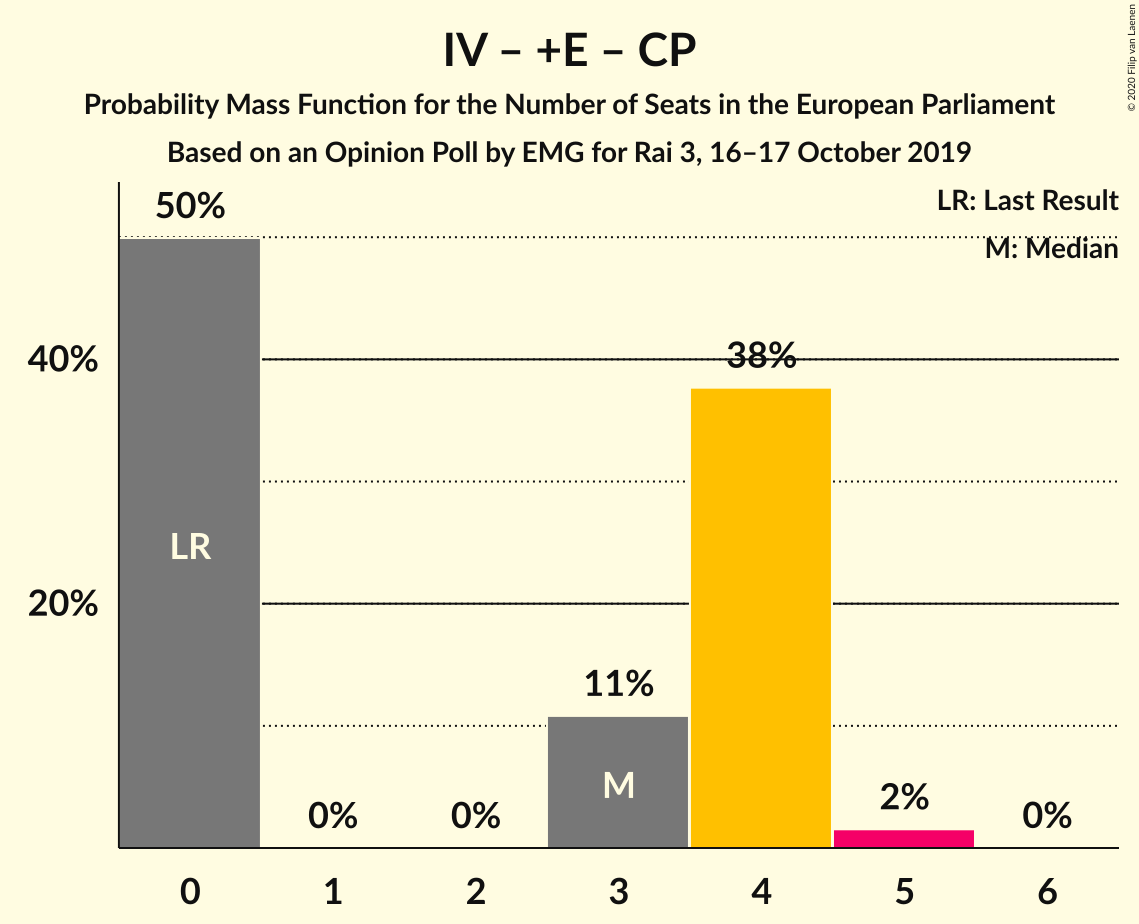 IV – +E – CP
Probability Mass Function for the Number of Seats in the European Parliament
Based on an Opinion Poll by EMG for Rai 3, 16–17 October 2019
© 2020 Filip van Laenen
LR: Last Result
M: Median
50%
40%
38%
LR
20%
11%
M
2%
0%
0%
0%
0 1 2 3 4 5 6